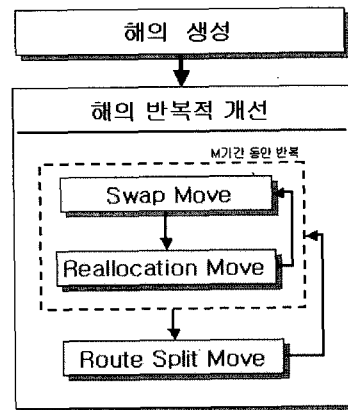 해의 생성
해의 반복적 개선
M기간 동안 반복
Swap Move
Reallocation Move
Route Split Move